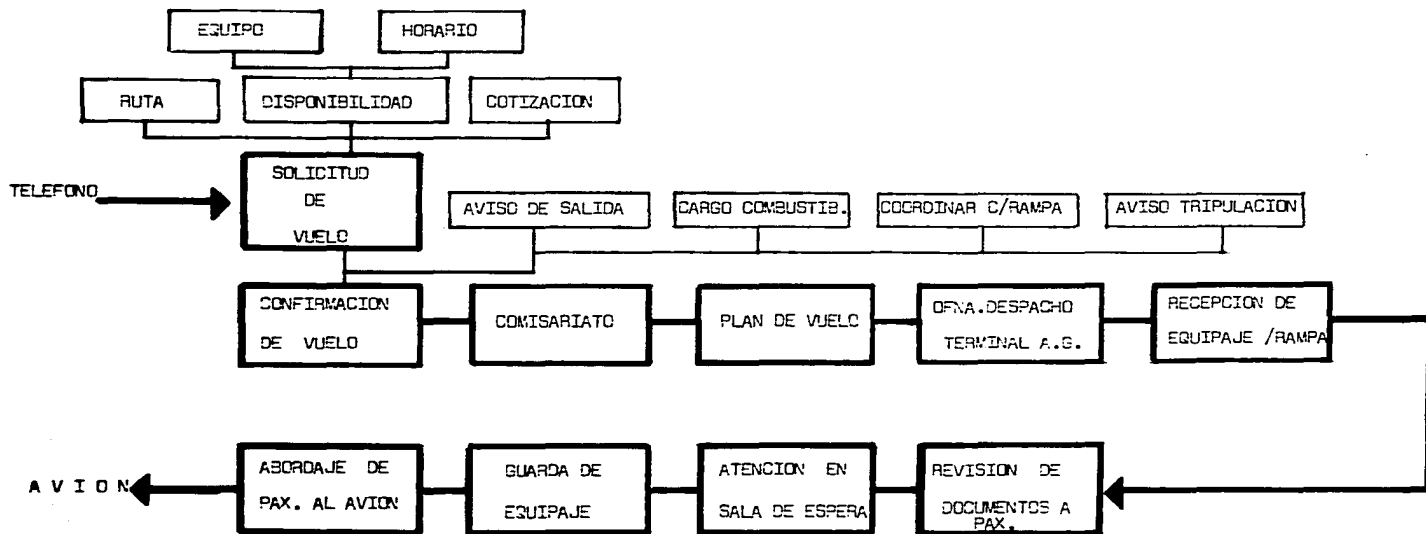 EQUIPO
HORARIO
RUTA
DISPONIBILIDAD
COTIZACION
TELEFONO
SOLICITUD
DE
VUELO
AVISO DE SALIDA
CARGO COMBUSTIB.
COORDINAR C/RAMPA
AVISO TRIPULACION
CONFIRMACION
DE VUELO
COMISARIATO
PLAN DE VUELO
OFNA.DESPACHO
TERMINAL A.G.
RECEPCION DE
EQUIPAJE /RAMPA
AVION
ABORDAJE DE
PAX. AL AVION
GUARDA DE
EQUIPAJE
ATENCION EN
SALA DE ESPERA
REVISION DE
DOCUMENTOS A
PAX.